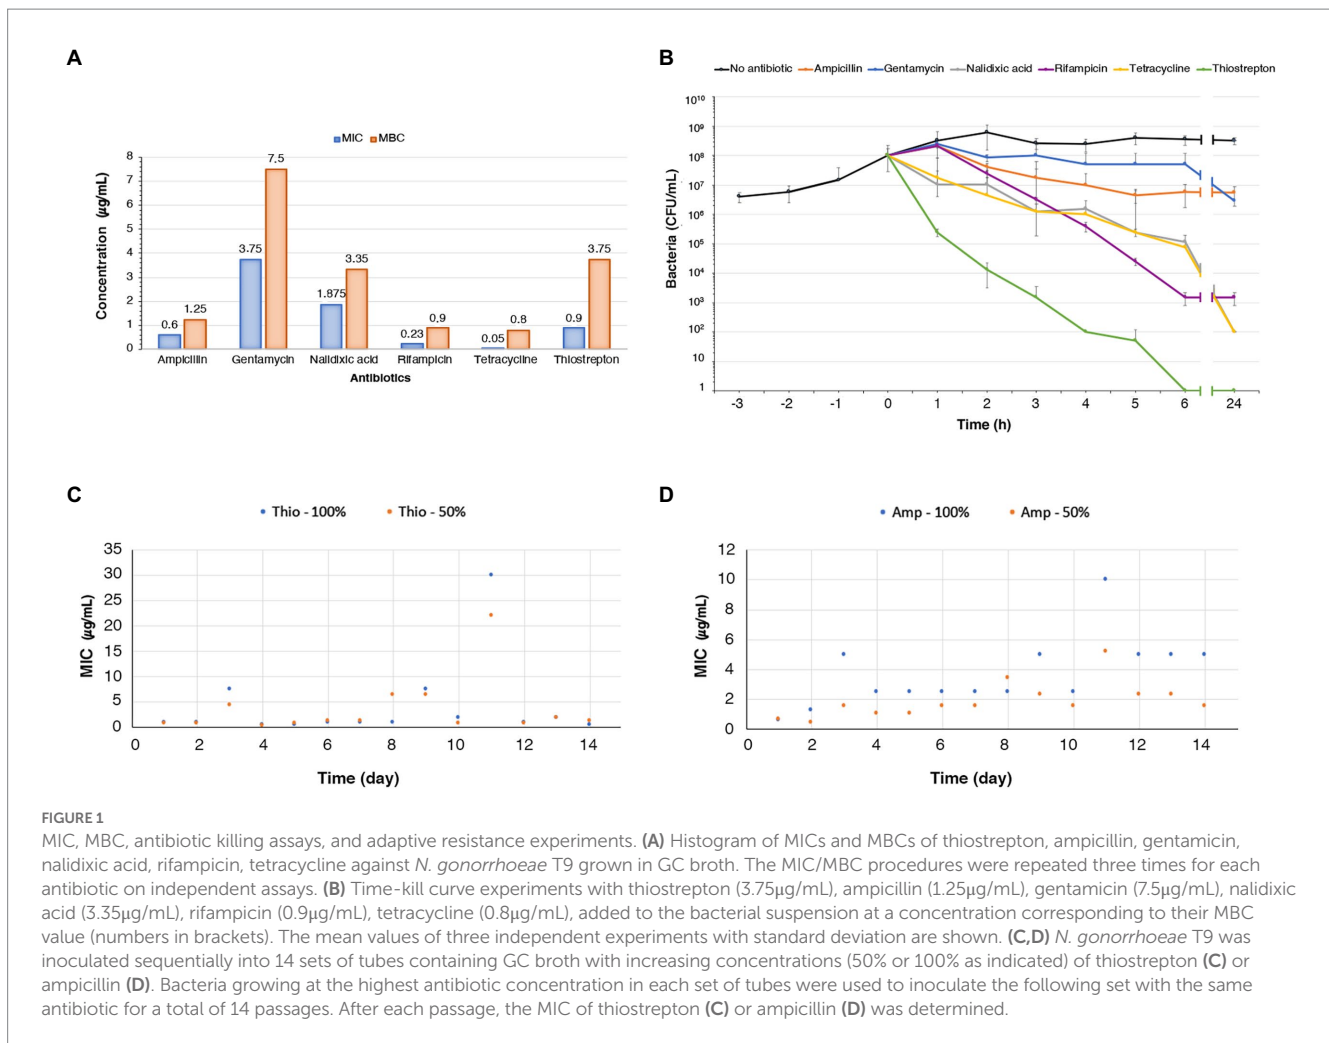 A
MIC MBC
Concentration (µg/mL)
8
7
6
5
4
3
2
1
0
0.6 1.25 3.75 7.5 1.875 3.35 0.23 0.9 0.05 0.8 0.9 3.75
Ampicillin Gentamycin Nalidixic acid Rifampicin Tetracycline Thiostrepton
Antibiotics
B
No antibiotic Ampicillin Gentamycin Nalidixic acid Rifampicin Tetracycline Thiostrepton
Bacteria (CFU/mL)
10¹⁰
10⁹
10⁸
10⁷
10⁶
10⁵
10⁴
10³
10²
10
1
-3 -2 -1 0 1 2 3 4 5 6 24
Time (h)
C
Thio - 100% Thio - 50%
MIC (µg/mL)
35
30
25
20
15
10
5
0
0 2 4 6 8 10 12 14
Time (day)
D
Amp - 100% Amp - 50%
MIC (µg/mL)
12
10
8
6
4
2
0
0 2 4 6 8 10 12 14
Time (day)
FIGURE 1
MIC, MBC, antibiotic killing assays, and adaptive resistance experiments. (A) Histogram of MICs and MBCs of thiostrepton, ampicillin, gentamicin,
nalidixic acid, rifampicin, tetracycline against N. gonorrhoeae T9 grown in GC broth. The MIC/MBC procedures were repeated three times for each
antibiotic on independent assays. (B) Time-kill curve experiments with thiostrepton (3.75µg/mL), ampicillin (1.25µg/mL), gentamicin (7.5µg/mL), nalidixic
acid (3.35µg/mL), rifampicin (0.9µg/mL), tetracycline (0.8µg/mL), added to the bacterial suspension at a concentration corresponding to their MBC
value (numbers in brackets). The mean values of three independent experiments with standard deviation are shown. (C,D) N. gonorrhoeae T9 was
inoculated sequentially into 14 sets of tubes containing GC broth with increasing concentrations (50% or 100% as indicated) of thiostrepton (C) or
ampicillin (D). Bacteria growing at the highest antibiotic concentration in each set of tubes were used to inoculate the following set with the same
antibiotic for a total of 14 passages. After each passage, the MIC of thiostrepton (C) or ampicillin (D) was determined.